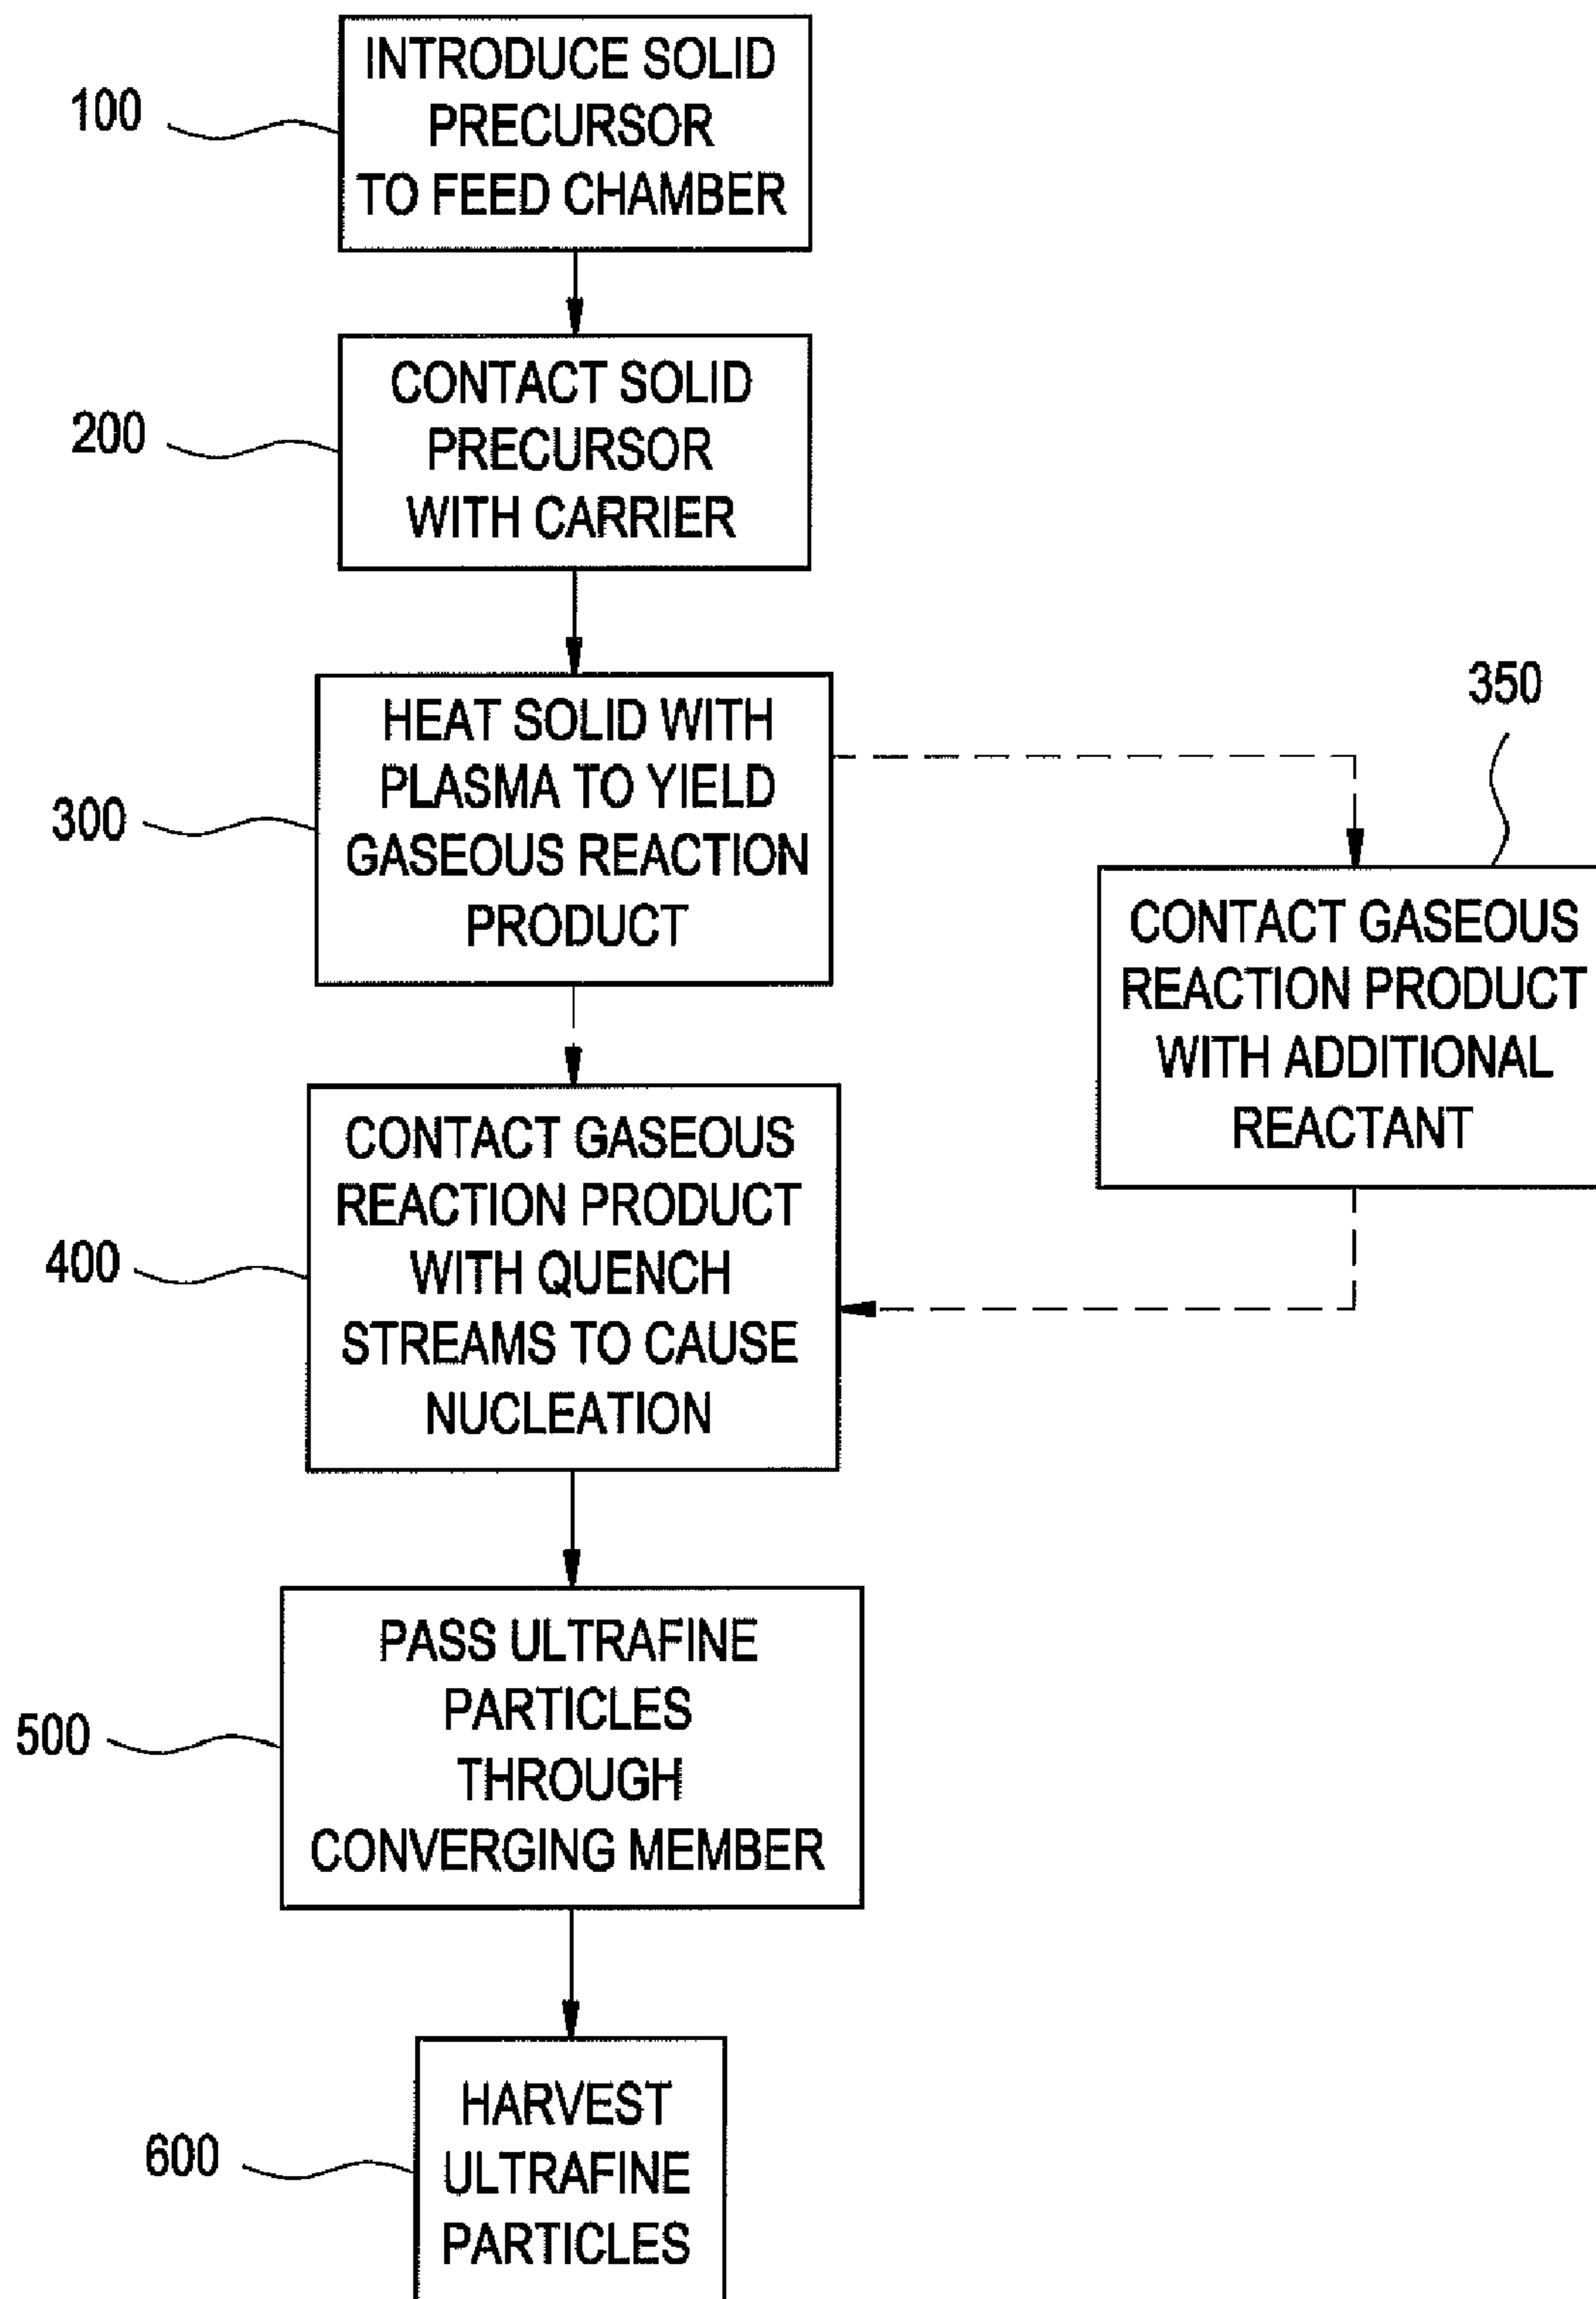 100
INTRODUCE SOLID
PRECURSOR
TO FEED CHAMBER
200
CONTACT SOLID
PRECURSOR
WITH CARRIER
300
HEAT SOLID WITH
PLASMA TO YIELD
GASEOUS REACTION
PRODUCT
350
CONTACT GASEOUS
REACTION PRODUCT
WITH ADDITIONAL
REACTANT
400
CONTACT GASEOUS
REACTION PRODUCT
WITH QUENCH
STREAMS TO CAUSE
NUCLEATION
500
PASS ULTRAFINE
PARTICLES
THROUGH
CONVERGING MEMBER
600
HARVEST
ULTRAFINE
PARTICLES